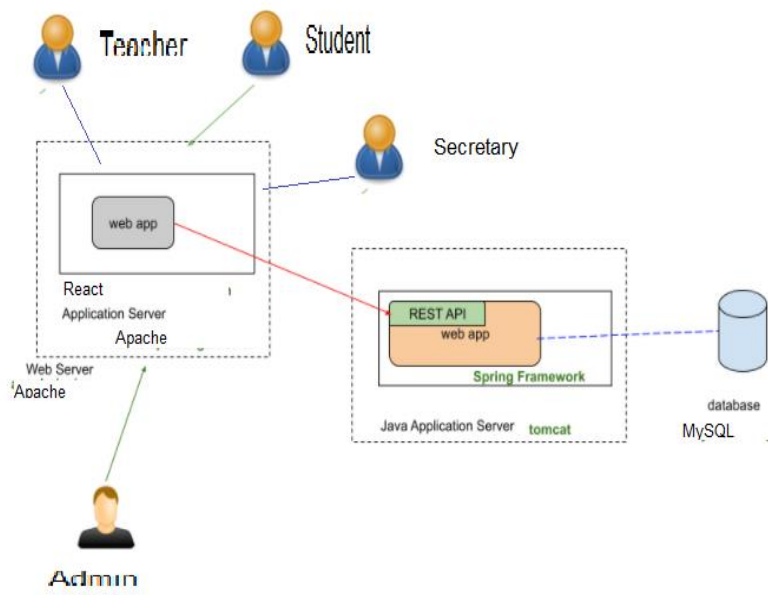 Teacher
Student
Secretary
web app
React
Application Server
Apache
Web Server
Apache
REST API
web app
Spring Framework
Java Application Server tomcat
database
MySQL
Admin